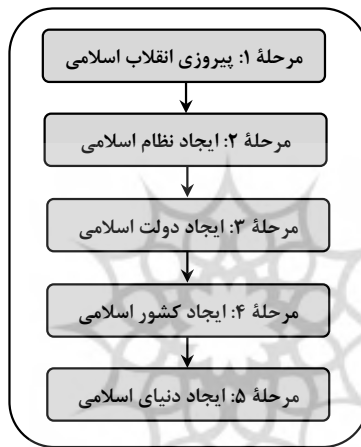 مرحلهٔ ۱: پیروزی انقلاب اسلامی
مرحلهٔ ۲: ایجاد نظام اسلامی
مرحلهٔ ۳: ایجاد دولت اسلامی
مرحلهٔ ۴: ایجاد کشور اسلامی
مرحلهٔ ۵: ایجاد دنیای اسلامی